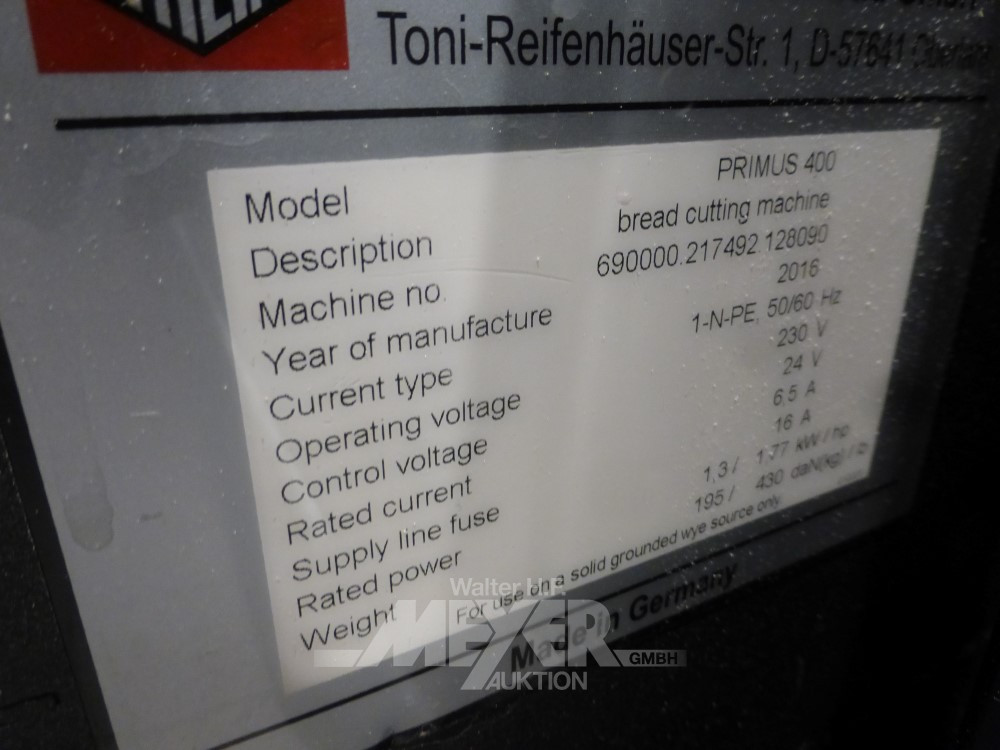 Toni-Reifenhäuser-Str. 1, D-57641
Model PRIMUS 400
Description bread cutting machine
Machine no. 690000.217492.128090
Year of manufacture 2016
Current type 1-N-PE, 50/60 Hz
Operating voltage 230 V
Control voltage 24 V
Rated current 6,5 A
Supply line fuse 16 A
Rated power 1,3 / 1,77 kW / hp
Weight 195 / 430 daN(kg) / lb
For use on a solid grounded wye source only
Made in Germany
Walter H.F.
MEYER
GMBH
AUKTION